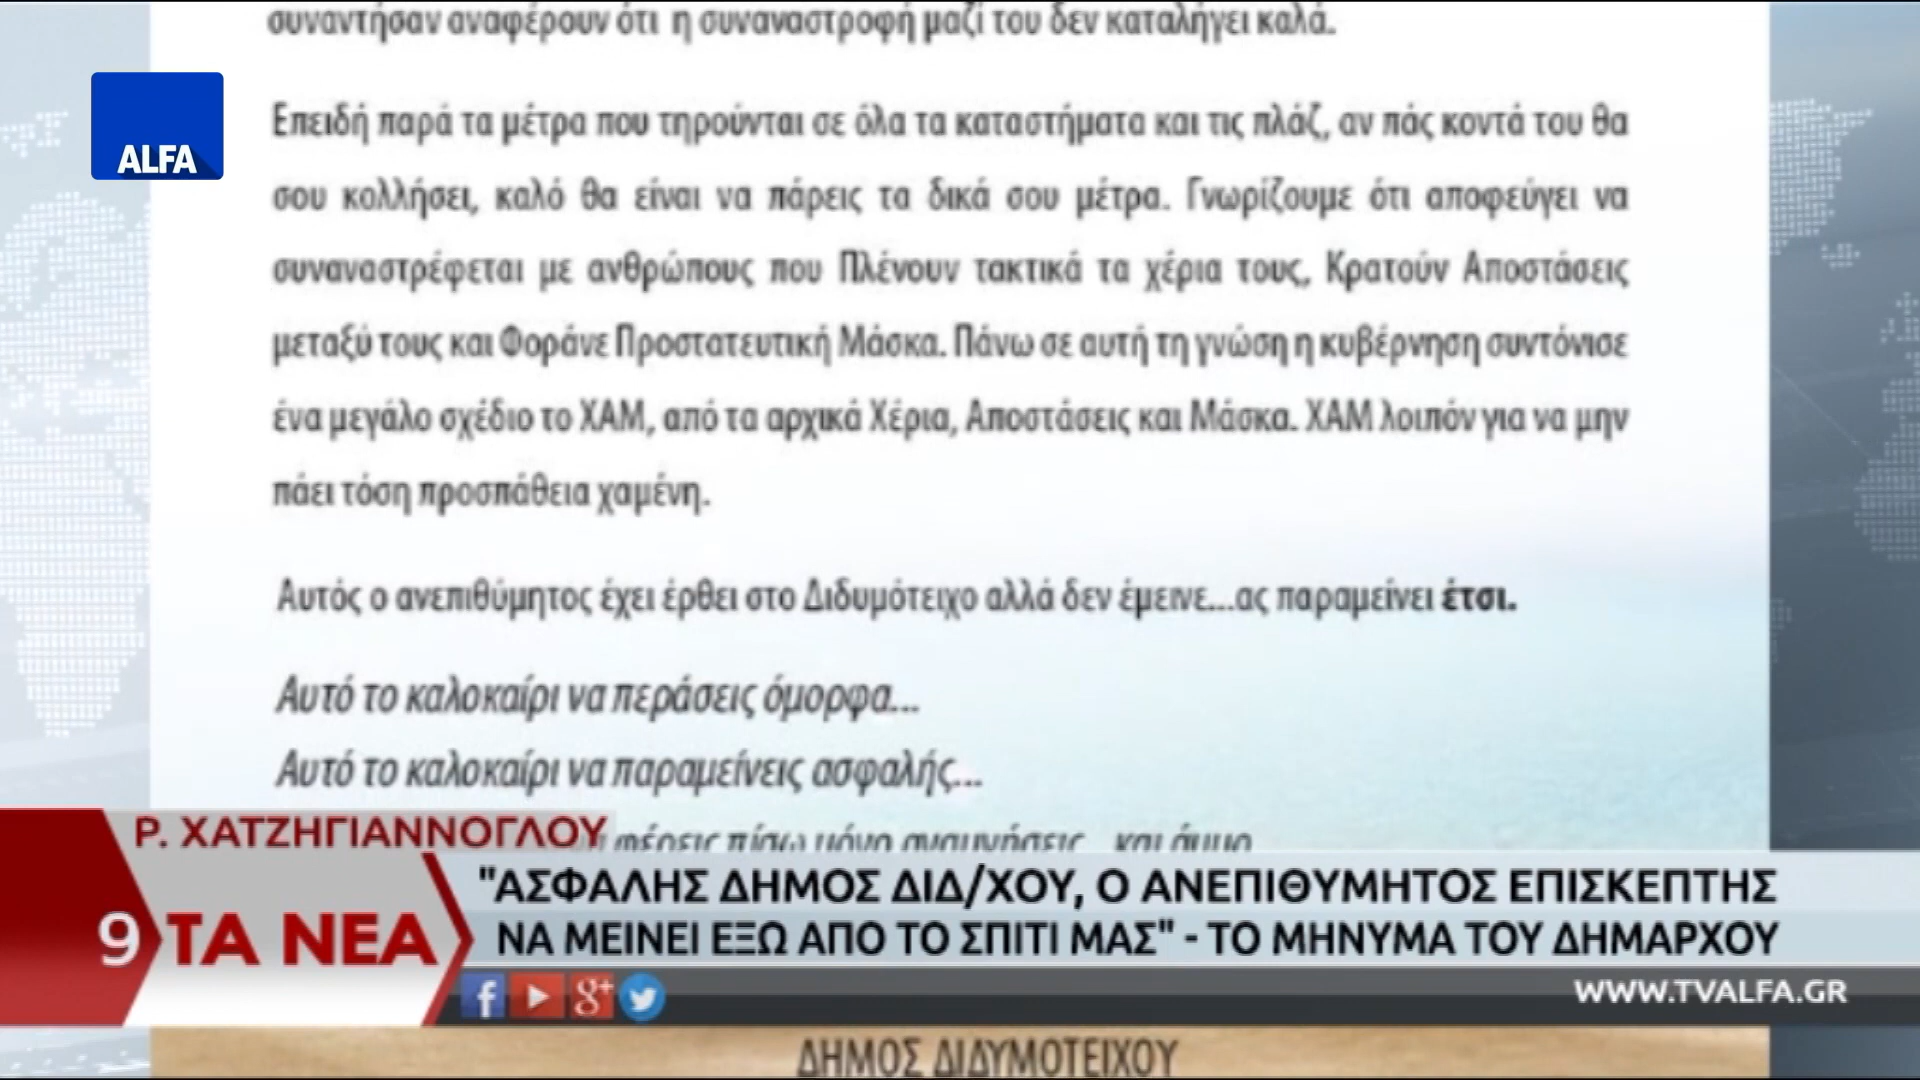 συναντήσαν αναφέρουν ότι η συναναστροφή μαζί του δεν καταλήγει καλά.
ALFA
Επειδή παρά τα μέτρα που τηρούνται σε όλα τα καταστήματα και τις πλάζ, αν πάς κοντά του θα
σου κολλήσει, καλό θα είναι να πάρεις τα δικά σου μέτρα. Γνωρίζουμε ότι αποφεύγει να
συναναστρέφεται με ανθρώπους που Πλένουν τακτικά τα χέρια τους, Κρατούν Αποστάσεις
μεταξύ τους και Φοράνε Προστατευτική Μάσκα. Πάνω σε αυτή τη γνώση η κυβέρνηση συντόνισε
ένα μεγάλο σχέδιο το ΧΑΜ, από τα αρχικά Χέρια, Αποστάσεις και Μάσκα. ΧΑΜ λοιπόν για να μην
πάει τόση προσπάθεια χαμένη.
Αυτός ο ανεπιθύμητος έχει έρθει στο Διδυμότειχο αλλά δεν έμεινε...ας παραμείνει έτσι.
Αυτό το καλοκαίρι να περάσεις όμορφα...
Αυτό το καλοκαίρι να παραμείνεις ασφαλής...
φέρεις πίσω μόνο αναμνήσεις... και άμμο
Ρ. ΧΑΤΖΗΓΙΑΝΝΟΓΛΟΥ
"ΑΣΦΑΛΗΣ ΔΗΜΟΣ ΔΙΔ/ΧΟΥ, Ο ΑΝΕΠΙΘΥΜΗΤΟΣ ΕΠΙΣΚΕΠΤΗΣ
ΝΑ ΜΕΙΝΕΙ ΕΞΩ ΑΠΟ ΤΟ ΣΠΙΤΙ ΜΑΣ" - ΤΟ ΜΗΝΥΜΑ ΤΟΥ ΔΗΜΑΡΧΟΥ
9 ΤΑ ΝΕΑ
WWW.TVALFA.GR
ΔΗΜΟΣ ΔΙΔΥΜΟΤΕΙΧΟΥ